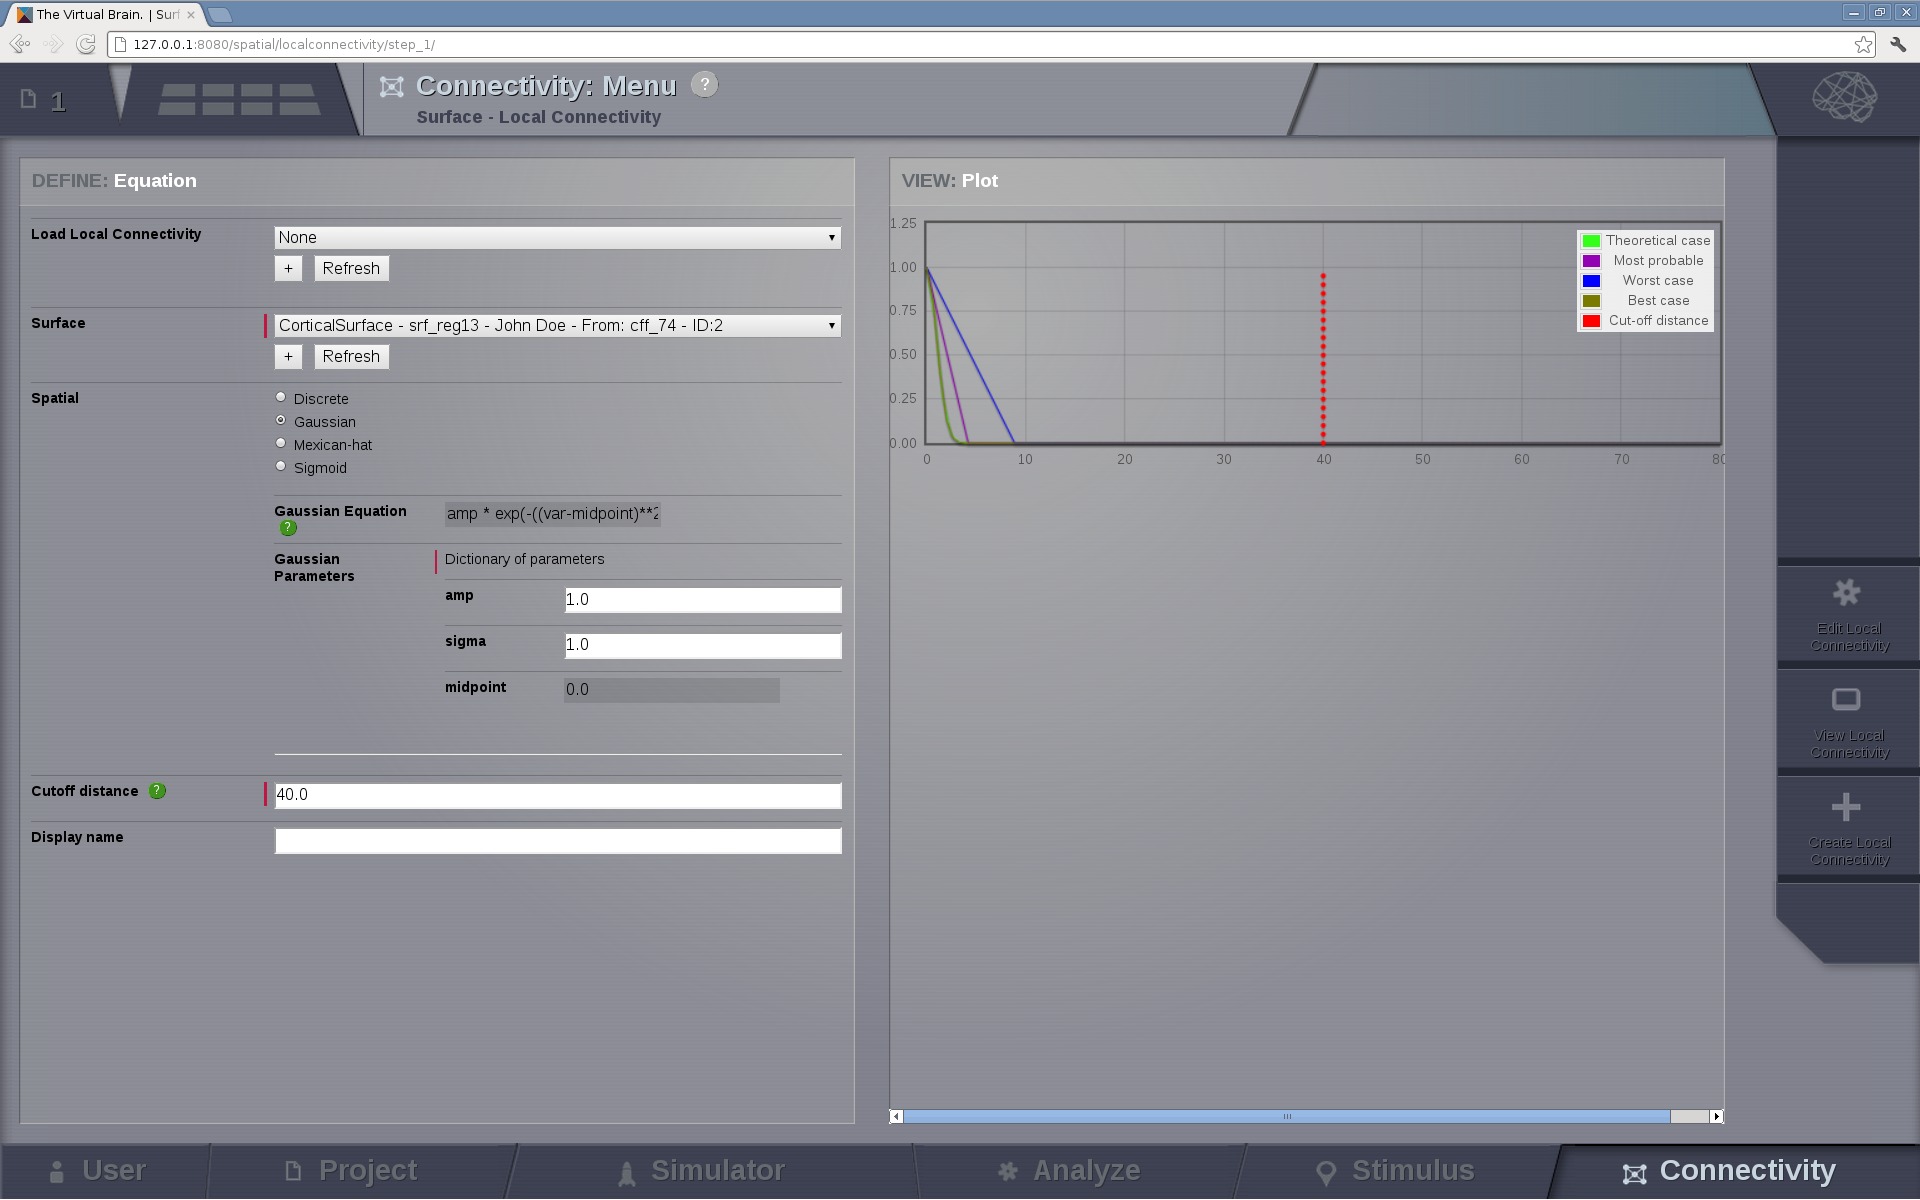 The Virtual Brain. | Surf
127.0.0.1:8080/spatial/localconnectivity/step_1/
1
Connectivity: Menu ?
Surface - Local Connectivity
DEFINE: Equation
Load Local Connectivity
None
+ Refresh
Surface
CorticalSurface - srf_reg13 - John Doe - From: cff_74 - ID:2
+ Refresh
Spatial
Discrete
Gaussian
Mexican-hat
Sigmoid
Gaussian Equation
?
amp * exp(-((var-midpoint)**2
Gaussian
Parameters
Dictionary of parameters
amp
1.0
sigma
1.0
midpoint
0.0
Cutoff distance ?
40.0
Display name
VIEW: Plot
1.25
1.00
0.75
0.50
0.25
0.00
0 10 20 30 40 50 60 70 80
Theoretical case
Most probable
Worst case
Best case
Cut-off distance
Edit Local
Connectivity
View Local
Connectivity
Create Local
Connectivity
User
Project
Simulator
Analyze
Stimulus
Connectivity